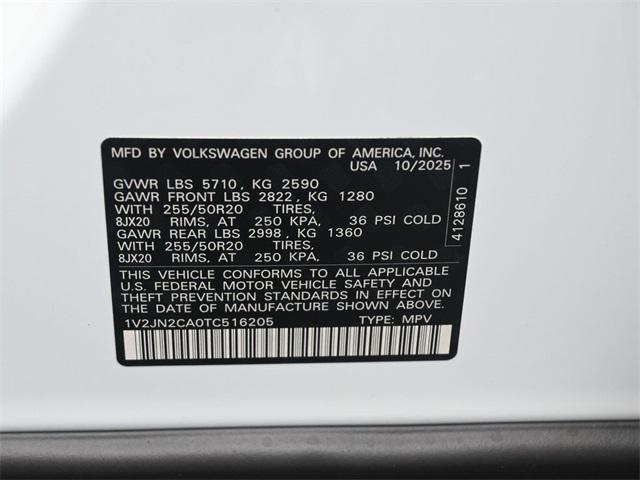 MFD BY VOLKSWAGEN GROUP OF AMERICA, INC.
USA 10/2025
GVWR LBS 5710, KG 2590
GAWR FRONT LBS 2822, KG 1280
WITH 255/50R20 TIRES,
8JX20 RIMS, AT 250 KPA, 36 PSI COLD
GAWR REAR LBS 2998, KG 1360
WITH 255/50R20 TIRES,
8JX20 RIMS, AT 250 KPA, 36 PSI COLD
THIS VEHICLE CONFORMS TO ALL APPLICABLE
U.S. FEDERAL MOTOR VEHICLE SAFETY AND
THEFT PREVENTION STANDARDS IN EFFECT ON
THE DATE OF MANUFACTURE SHOWN ABOVE.
1V2JN2CA0TC516205 TYPE: MPV
4128610 1